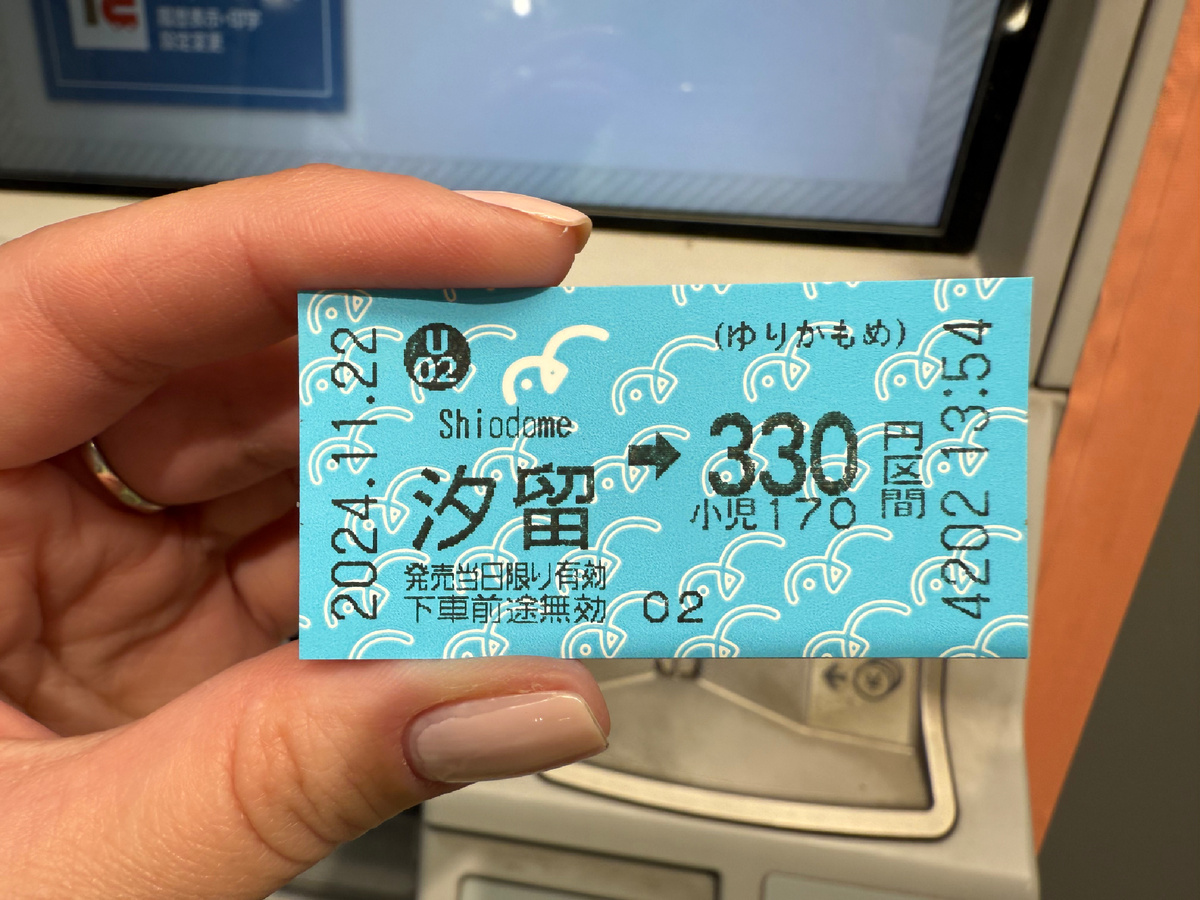 2024.11.22
U
02
(ゆりかもめ)
Shiodome
汐留
➡
330
円区間
小児170
発売当日限り有効
下車前途無効
02
4202 13:54